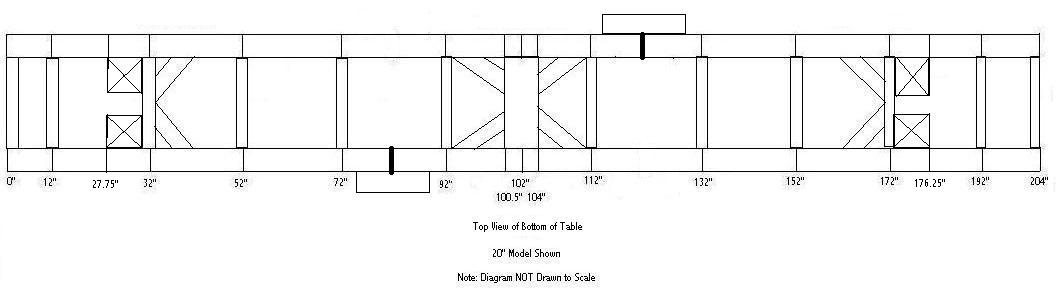 0" 12" 27.75" 32" 52" 72" 92" 102" 112" 132" 152" 172" 176.25" 192" 204"
100.5" 104"
Top View of Bottom of Table
20" Model Shown
Note: Diagram NOT Drawn to Scale